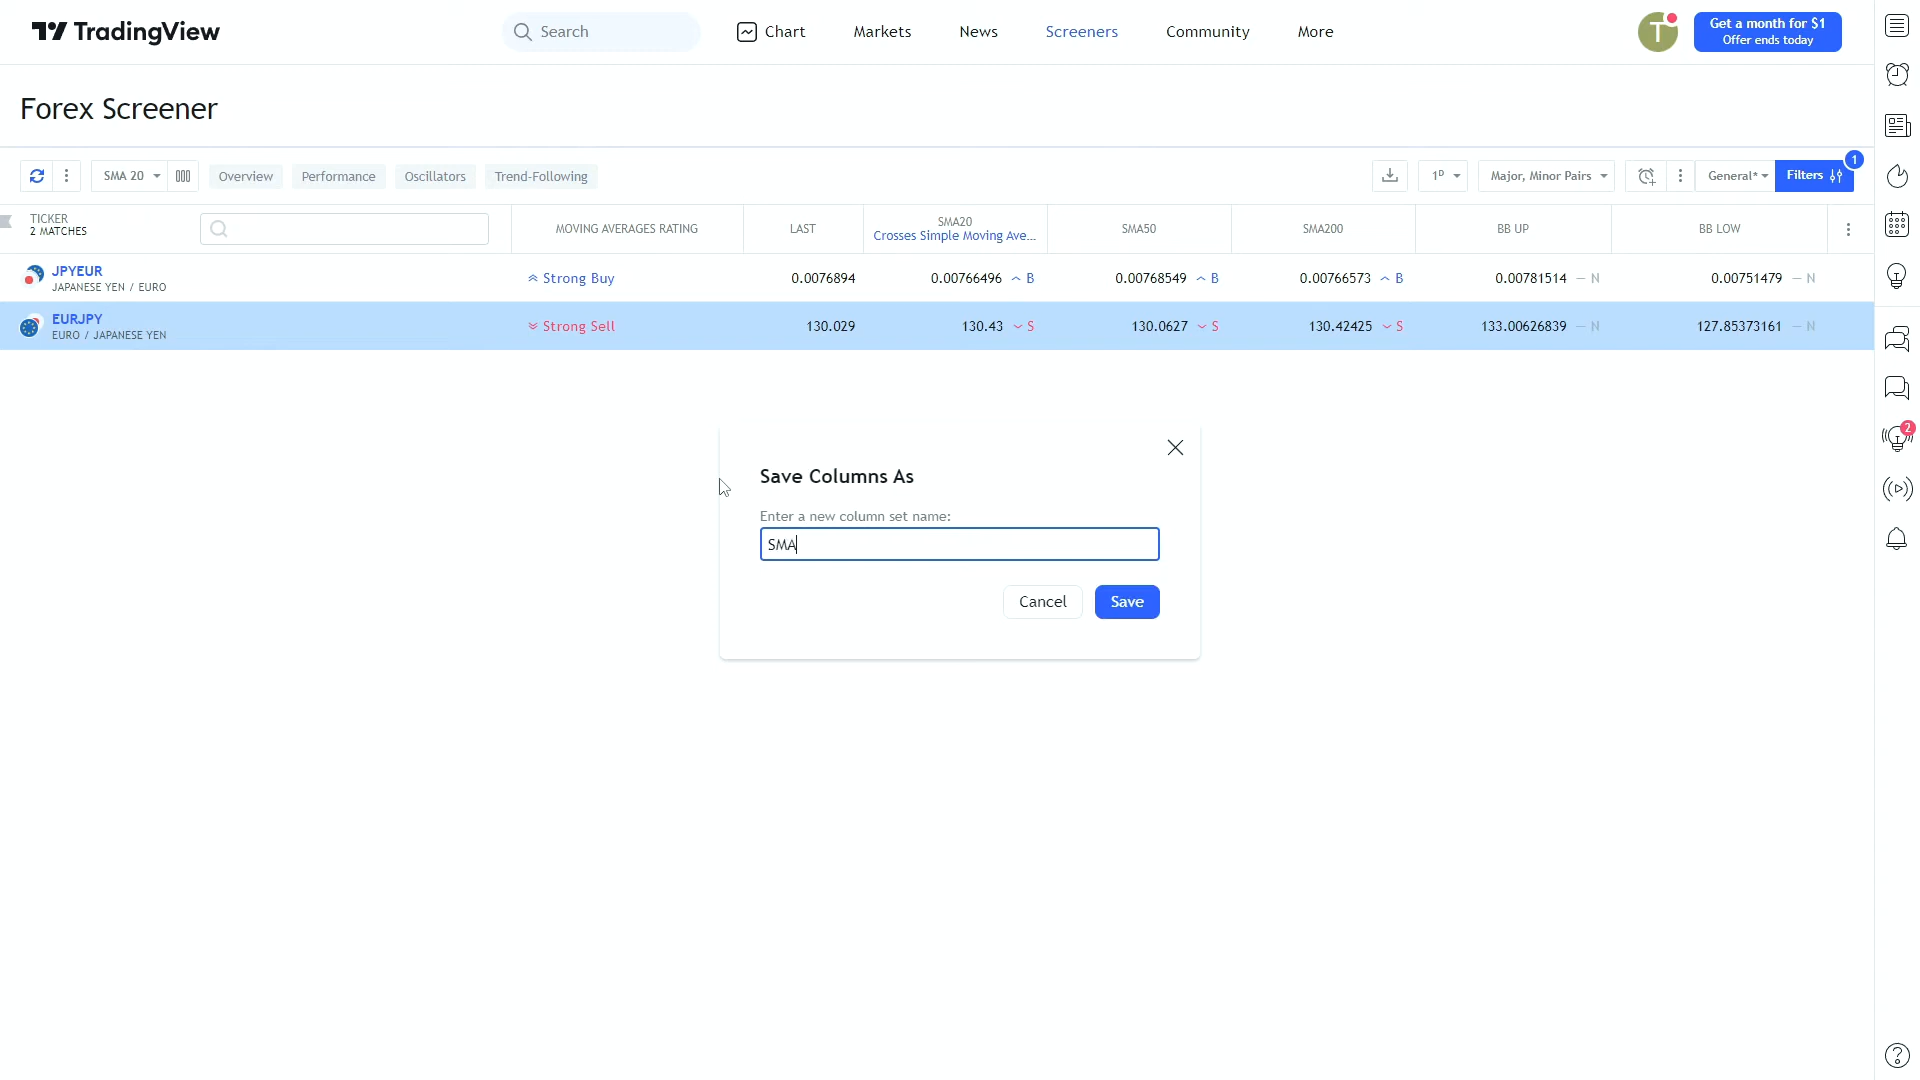 TradingView
Search
Chart
Markets
News
Screeners
Community
More
T
Get a month for $1
Offer ends today
Forex Screener
SMA 20
Overview
Performance
Oscillators
Trend-Following
1D
Major, Minor Pairs
General*
Filters
1
TICKER
2 MATCHES
MOVING AVERAGES RATING
LAST
SMA20
Crosses Simple Moving Ave...
SMA50
SMA200
BB UP
BB LOW
JPYEUR
JAPANESE YEN / EURO
Strong Buy
0.0076894
0.00766496 B
0.00768549 B
0.00766573 B
0.00781514 — N
0.00751479 — N
EURJPY
EURO / JAPANESE YEN
Strong Sell
130.029
130.43 S
130.0627 S
130.42425 S
133.00626839 — N
127.85373161 — N
2
Save Columns As
Enter a new column set name:
SMA
Cancel
Save